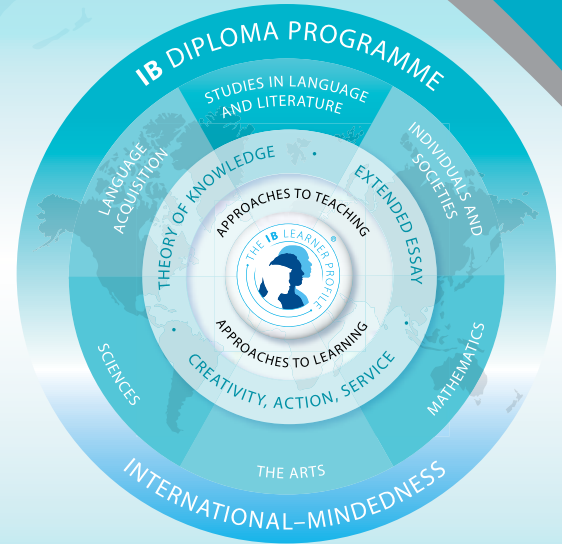 IB DIPLOMA PROGRAMME
STUDIES IN LANGUAGE
AND LITERATURE
LANGUAGE
ACQUISITION
INDIVIDUALS AND
SOCIETIES
THEORY OF KNOWLEDGE
EXTENDED ESSAY
APPROACHES TO TEACHING
THE IB LEARNER PROFILE
®
APPROACHES TO LEARNING
CREATIVITY, ACTION, SERVICE
SCIENCES
MATHEMATICS
THE ARTS
INTERNATIONAL–MINDEDNESS